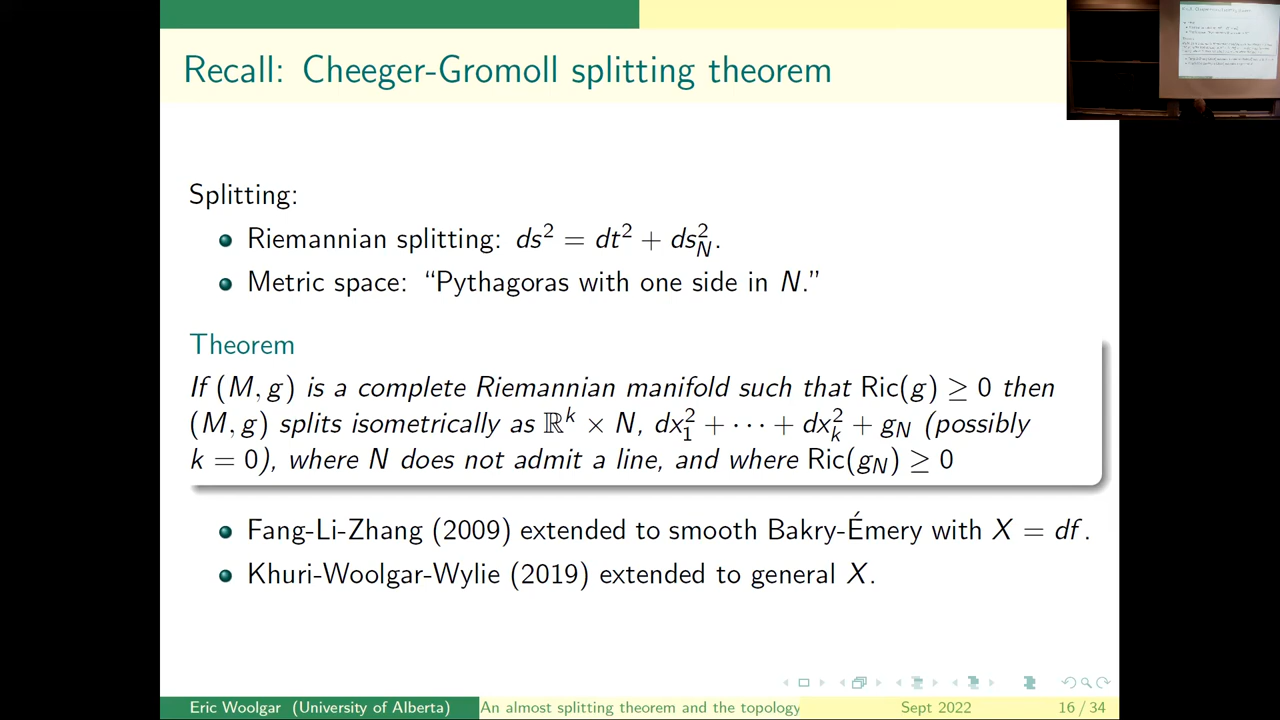 Recall: Cheeger-Gromoll splitting theorem
Splitting:
Riemannian splitting: ds² = dt² + ds²_N.
Metric space: “Pythagoras with one side in N.”
Theorem
If (M, g) is a complete Riemannian manifold such that Ric(g) ≥ 0 then
(M, g) splits isometrically as ℝᵏ × N, dx₁² + ⋯ + dx_k² + g_N (possibly
k = 0), where N does not admit a line, and where Ric(g_N) ≥ 0
Fang-Li-Zhang (2009) extended to smooth Bakry-Émery with X = df.
Khuri-Woolgar-Wylie (2019) extended to general X.
Eric Woolgar (University of Alberta) An almost splitting theorem and the topology Sept 2022 16 / 34